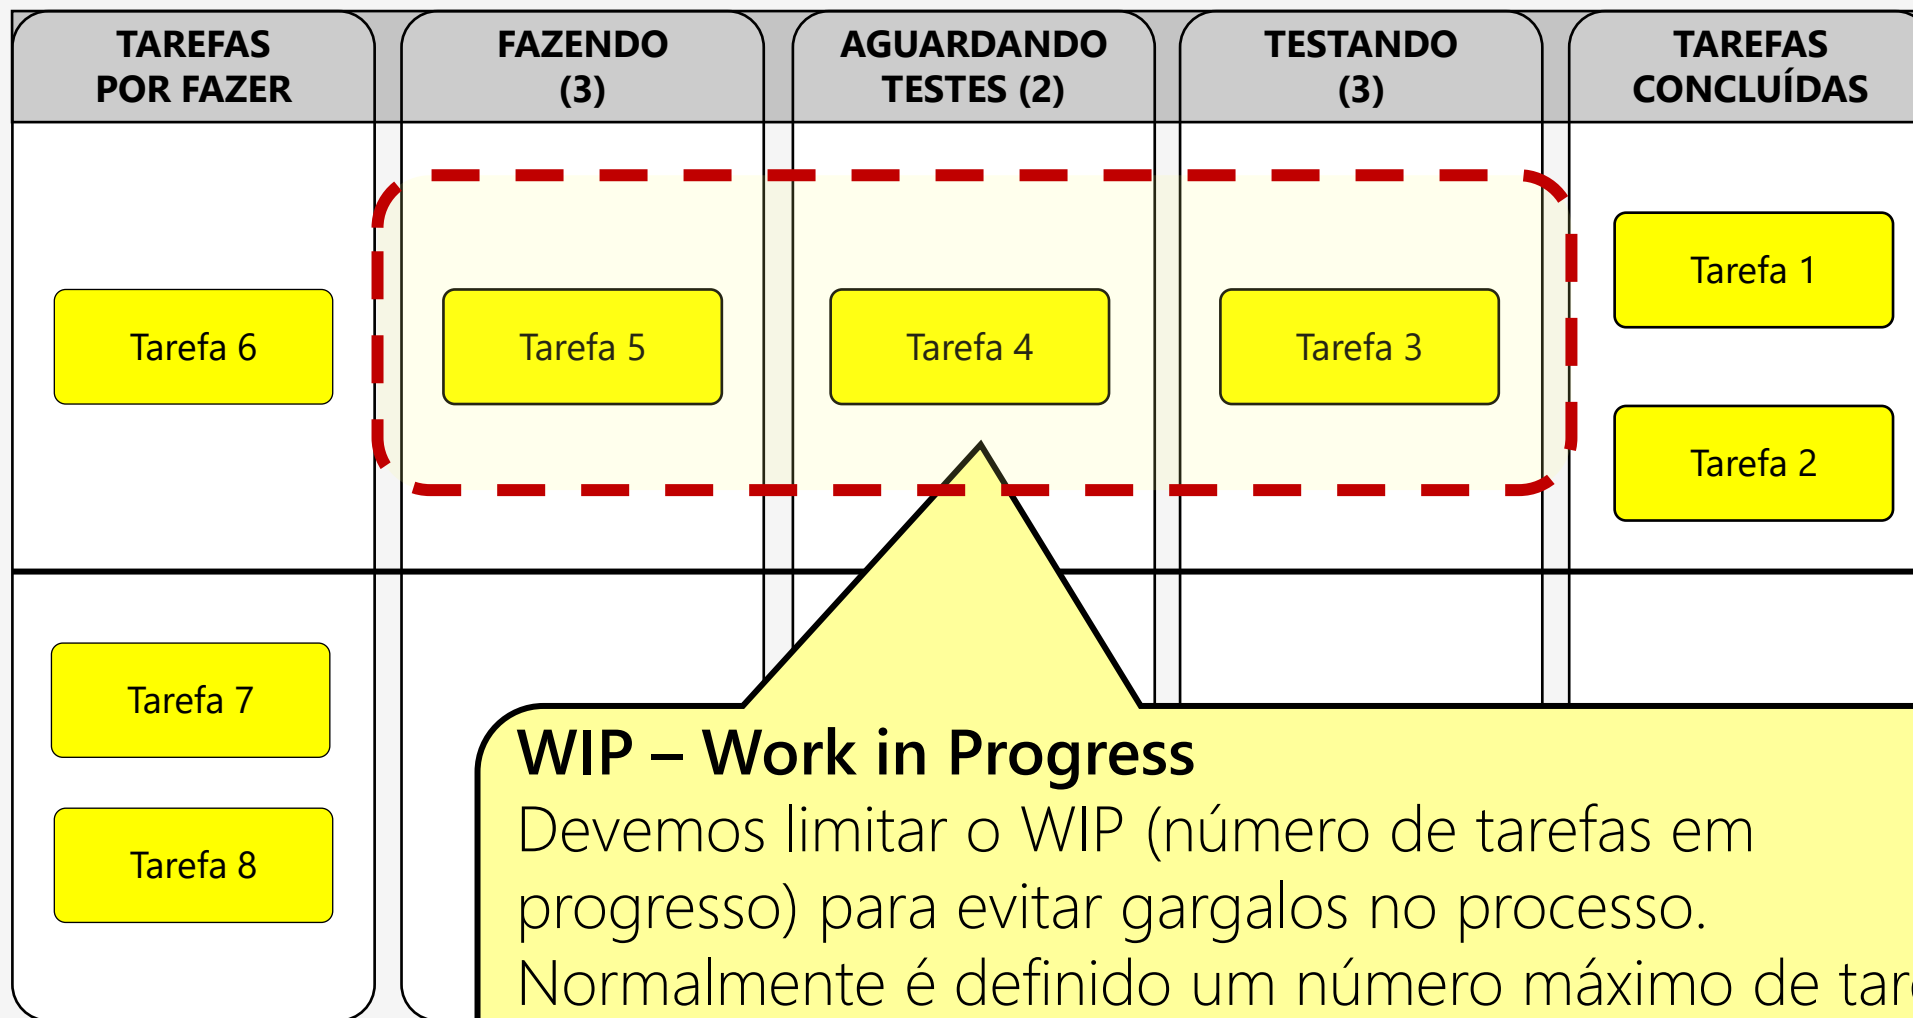 TAREFAS
POR FAZER
FAZENDO
(3)
AGUARDANDO
TESTES (2)
TESTANDO
(3)
TAREFAS
CONCLUÍDAS
Tarefa 6
Tarefa 5
Tarefa 4
Tarefa 3
Tarefa 1
Tarefa 2
Tarefa 7
Tarefa 8
WIP – Work in Progress
Devemos limitar o WIP (número de tarefas em
progresso) para evitar gargalos no processo.
Normalmente é definido um número máximo de